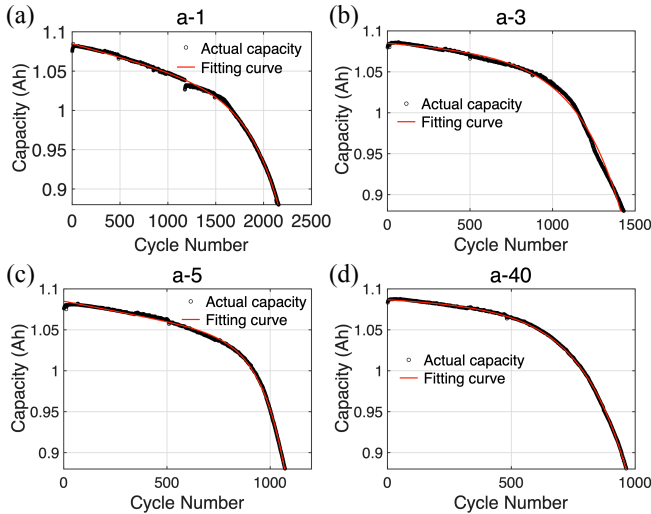 (a)
a-1
1.1
1.05
1
0.95
0.9
Capacity (Ah)
Actual capacity
Fitting curve
0
500
1000
1500
2000
2500
Cycle Number
(b)
a-3
1.1
1.05
1
0.95
0.9
Capacity (Ah)
Actual capacity
Fitting curve
0
500
1000
1500
Cycle Number
(c)
a-5
1.1
1.05
1
0.95
0.9
Capacity (Ah)
Actual capacity
Fitting curve
0
500
1000
Cycle Number
(d)
a-40
1.1
1.05
1
0.95
0.9
Capacity (Ah)
Actual capacity
Fitting curve
0
500
1000
Cycle Number